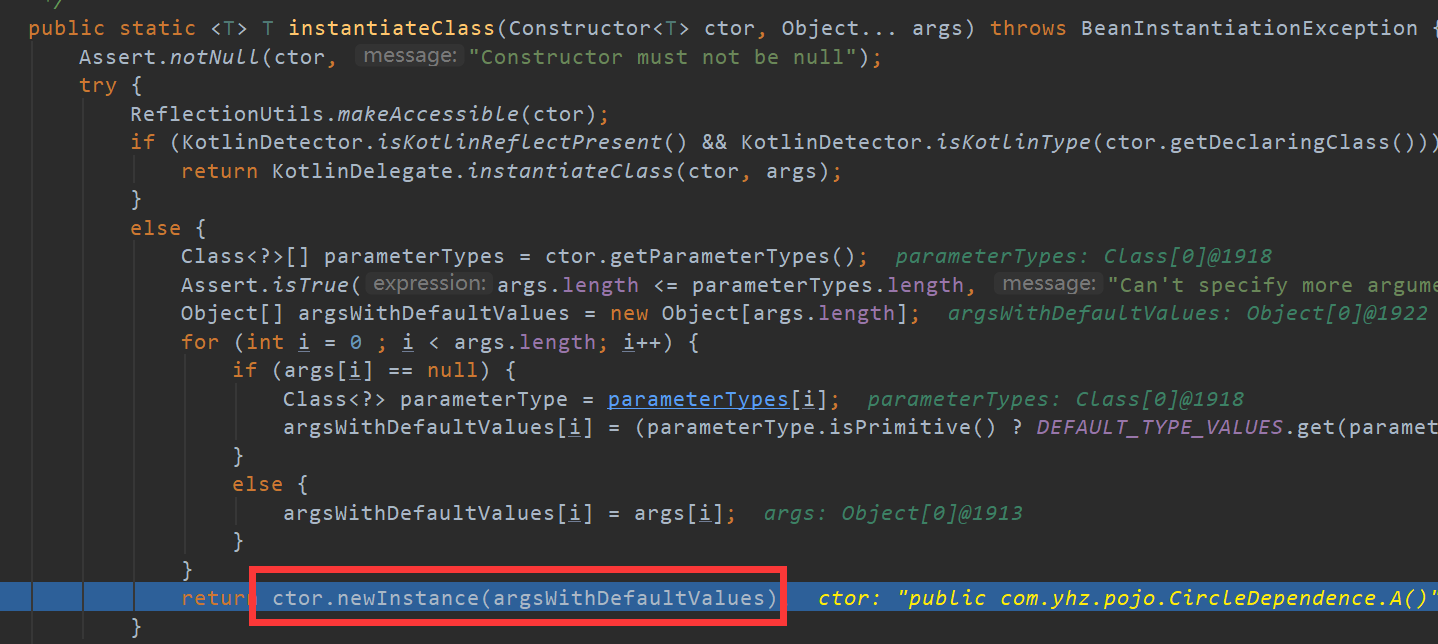 */
public static <T> T instantiateClass(Constructor<T> ctor, Object... args) throws BeanInstantiationException {
Assert.notNull(ctor, message: "Constructor must not be null");
try {
ReflectionUtils.makeAccessible(ctor);
if (KotlinDetector.isKotlinReflectPresent() && KotlinDetector.isKotlinType(ctor.getDeclaringClass()))
return KotlinDelegate.instantiateClass(ctor, args);
}
else {
Class<?>[] parameterTypes = ctor.getParameterTypes(); parameterTypes: Class[0]@1918
Assert.isTrue( expression: args.length <= parameterTypes.length, message: "Can't specify more argume
Object[] argsWithDefaultValues = new Object[args.length]; argsWithDefaultValues: Object[0]@1922
for (int i = 0 ; i < args.length; i++) {
if (args[i] == null) {
Class<?> parameterType = parameterTypes[i]; parameterTypes: Class[0]@1918
argsWithDefaultValues[i] = (parameterType.isPrimitive() ? DEFAULT_TYPE_VALUES.get(paramet
}
else {
argsWithDefaultValues[i] = args[i]; args: Object[0]@1913
}
}
return ctor.newInstance(argsWithDefaultValues) ctor: "public com.yhz.pojo.CircleDependence.A()"
}